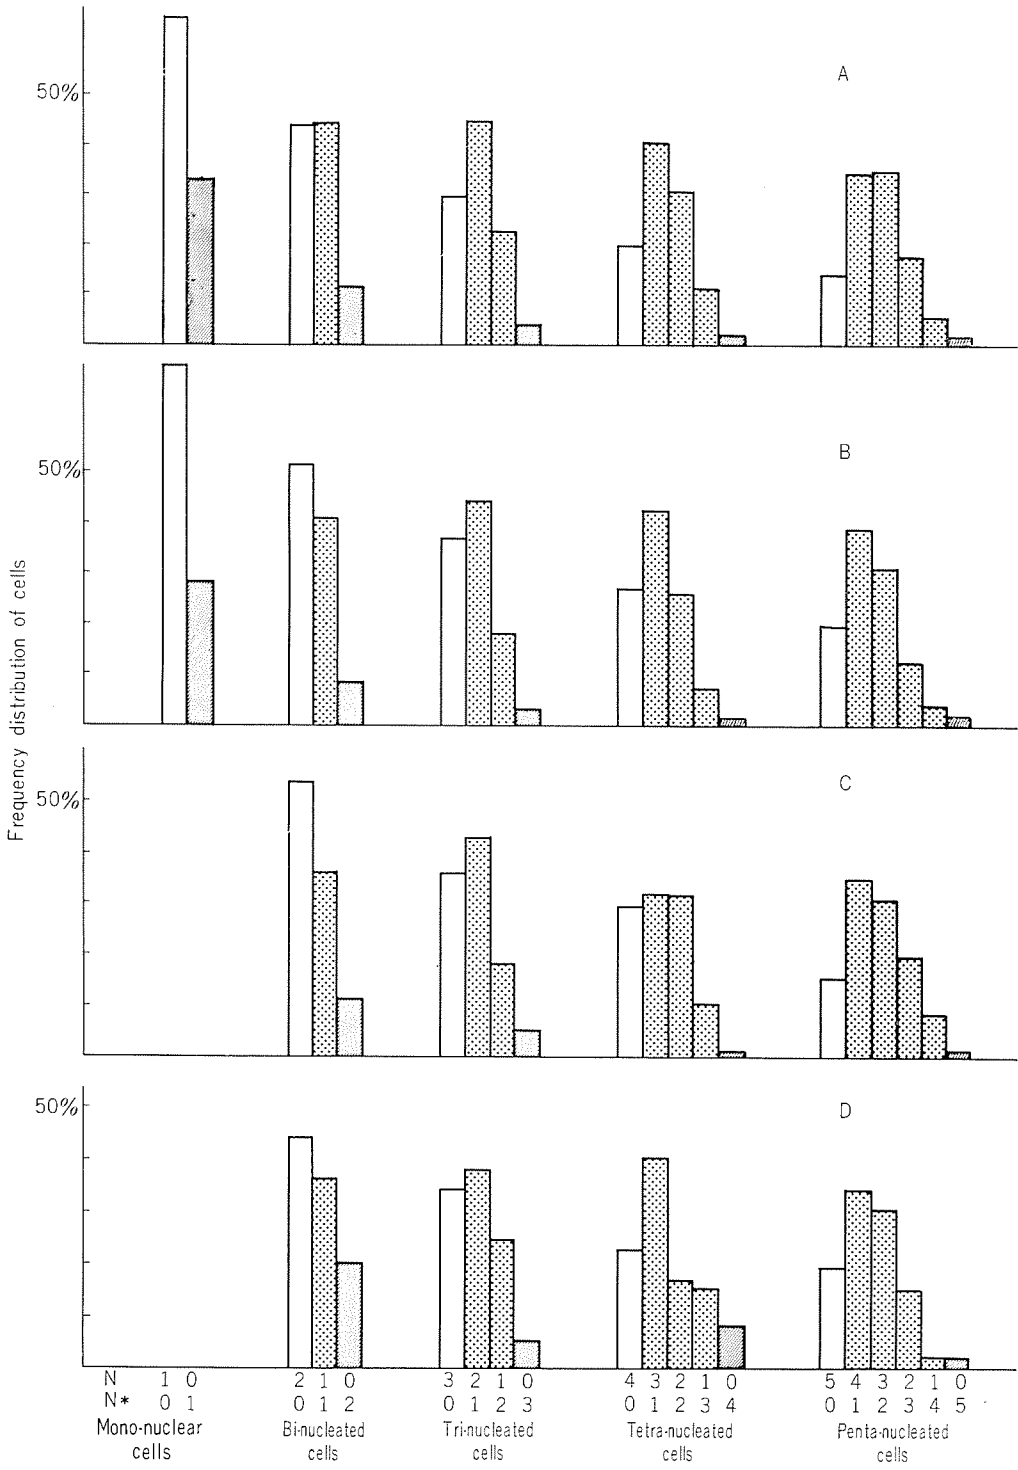 Frequency distribution of cells
A
50%
B
50%
C
50%
D
50%
N 1 0 2 1 0 3 2 1 0 4 3 2 1 0 5 4 3 2 1 0
N* 0 1 0 1 2 0 1 2 3 0 1 2 3 4 0 1 2 3 4 5
Mono-nuclear cells
Bi-nucleated cells
Tri-nucleated cells
Tetra-nucleated cells
Penta-nucleated cells